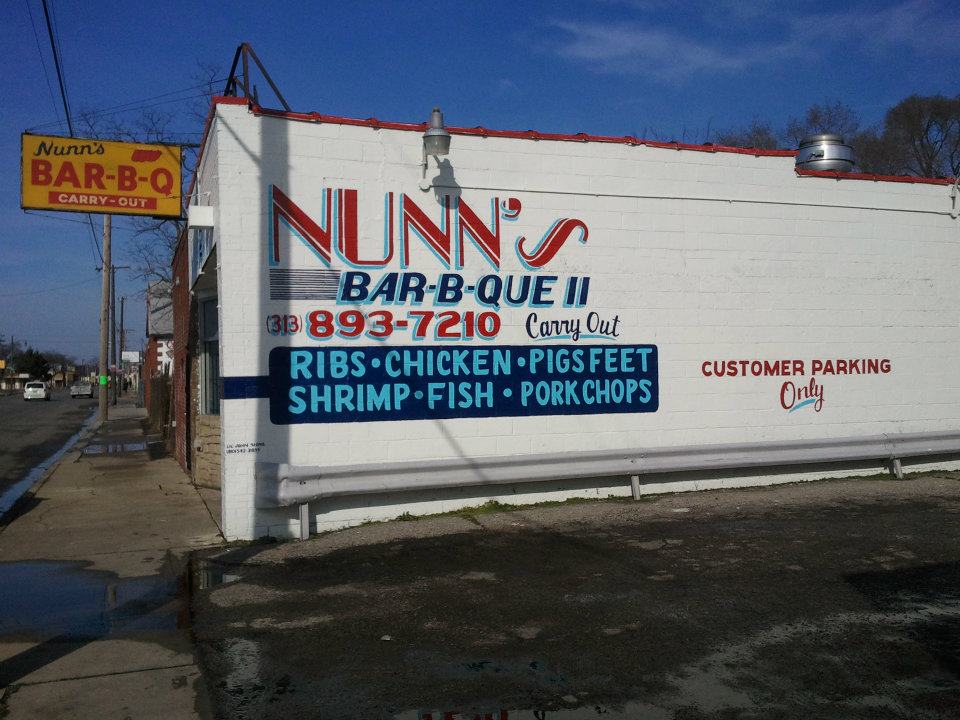 Nunn's
BAR-B-Q
CARRY-OUT
NUNN'S
BAR-B-QUE II
(313) 893-7210 Carry Out
RIBS • CHICKEN • PIGS FEET
SHRIMP • FISH • PORK CHOPS
CUSTOMER PARKING
Only